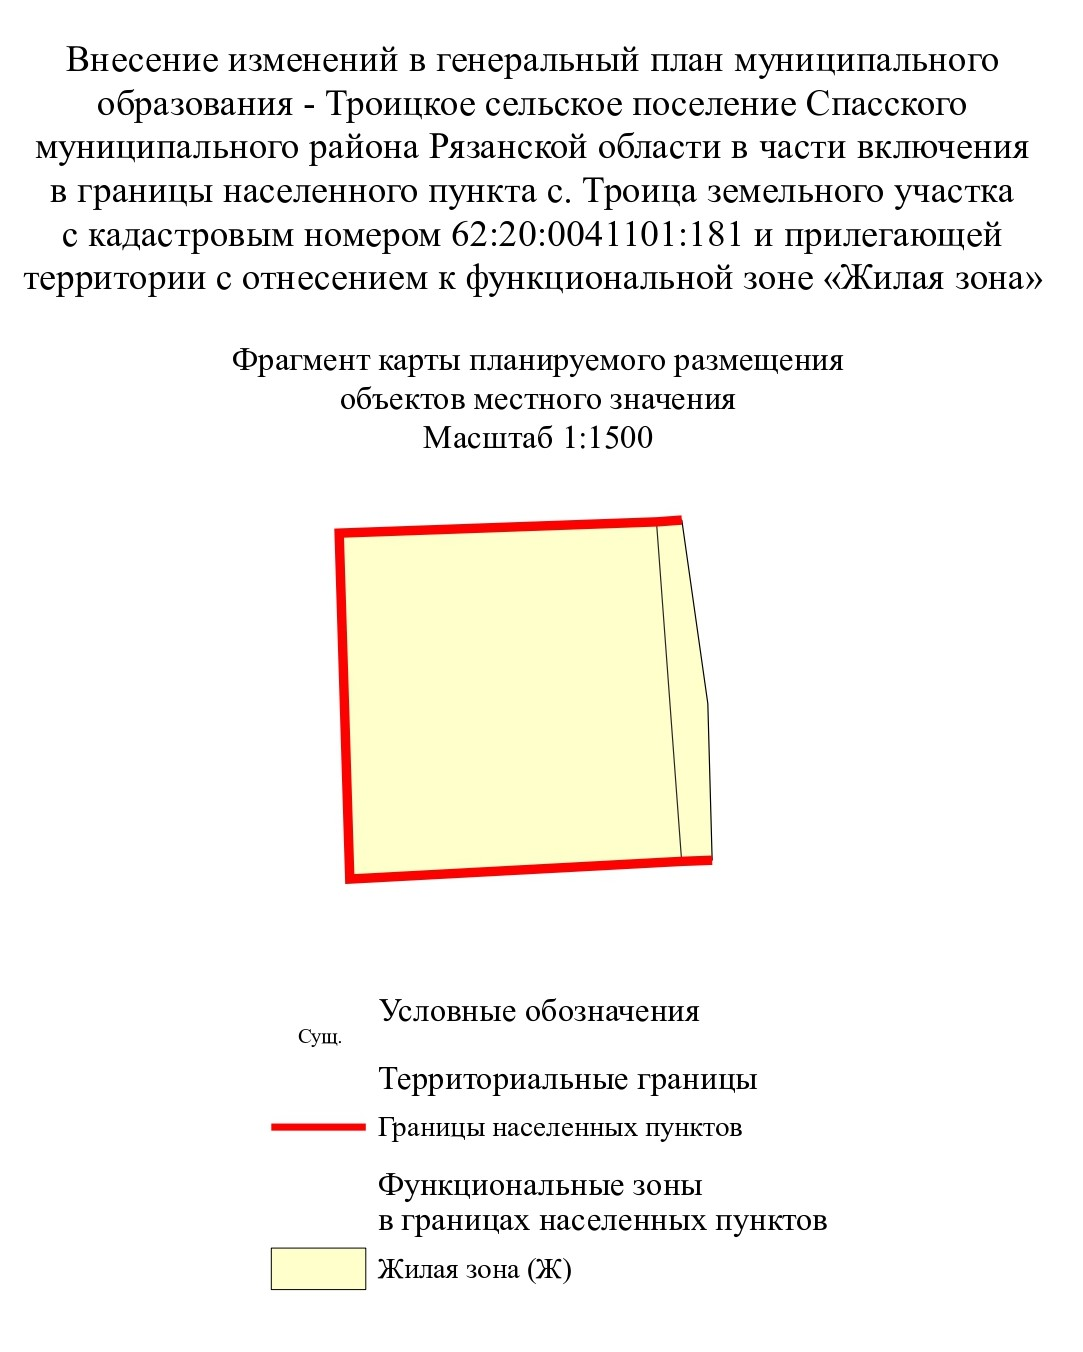 Внесение изменений в генеральный план муниципального
образования - Троицкое сельское поселение Спасского
муниципального района Рязанской области в части включения
в границы населенного пункта с. Троица земельного участка
с кадастровым номером 62:20:0041101:181 и прилегающей
территории с отнесением к функциональной зоне «Жилая зона»
Фрагмент карты планируемого размещения
объектов местного значения
Масштаб 1:1500
Условные обозначения
Сущ.
Территориальные границы
Границы населенных пунктов
Функциональные зоны
в границах населенных пунктов
Жилая зона (Ж)